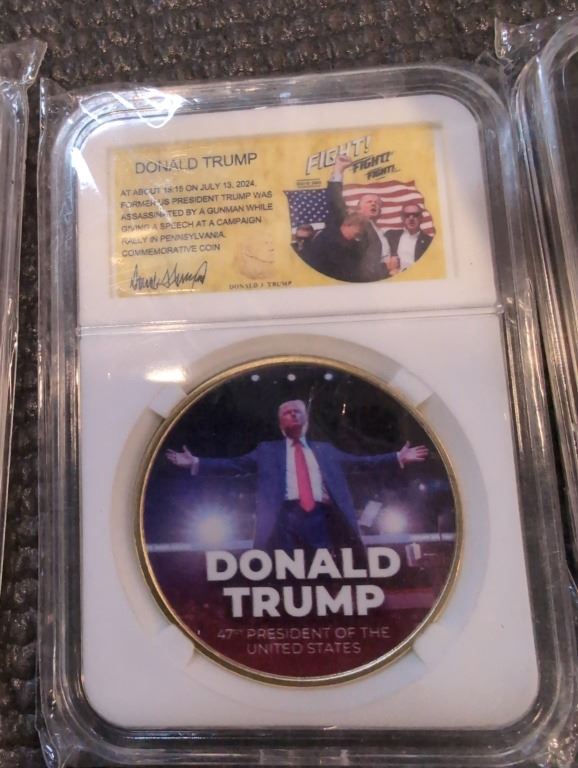 DONALD TRUMP
AT ABOUT 18:15 ON JULY 13, 2024,
FORMER US PRESIDENT TRUMP WAS
ASSASSINATED BY A GUNMAN WHILE
GIVING A SPEECH AT A CAMPAIGN
RALLY IN PENNSYLVANIA,
COMMEMORATIVE COIN
DONALD J. TRUMP
FIGHT!
FIGHT!
FIGHT!
DONALD
TRUMP
47TH PRESIDENT OF THE
UNITED STATES